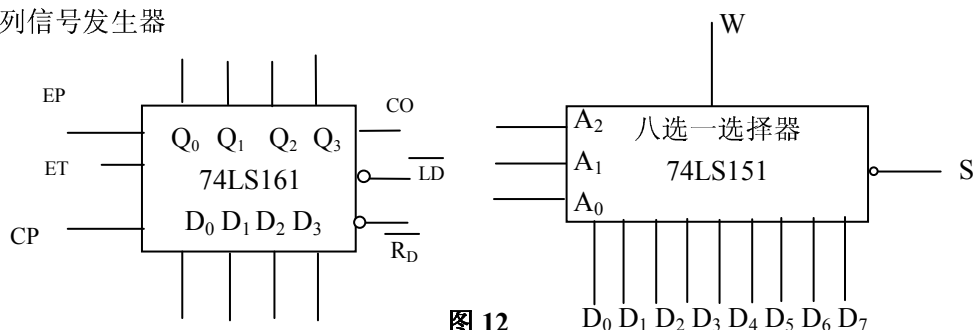 列信号发生器
W
EP
CO
Q₀ Q₁ Q₂ Q₃
A₂ 八选一选择器
ET
74LS161
L̅D̅
A₁ 74LS151
S
D₀ D₁ D₂ D₃
A₀
CP
R̅_D̅
图 12
D₀ D₁ D₂ D₃ D₄ D₅ D₆ D₇